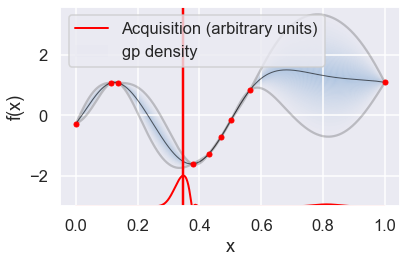 Acquisition (arbitrary units)
gp density
f(x)
2
0
−2
0.0 0.2 0.4 0.6 0.8 1.0
x